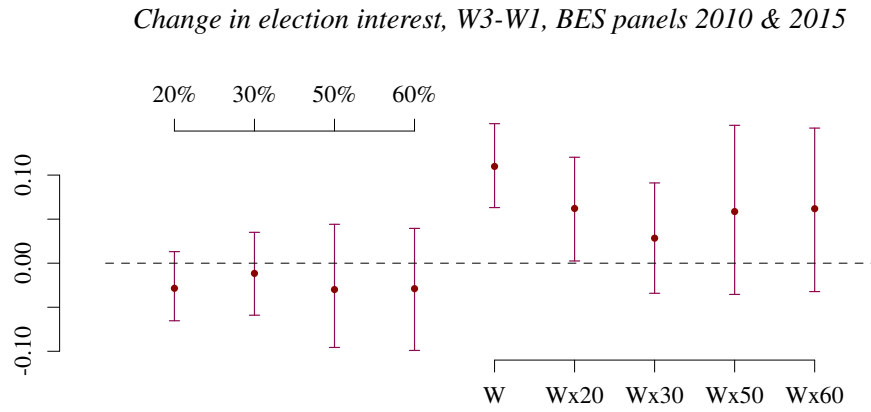 Change in election interest, W3-W1, BES panels 2010 & 2015
20% 30% 50% 60%
0.10
0.00
-0.10
W Wx20 Wx30 Wx50 Wx60